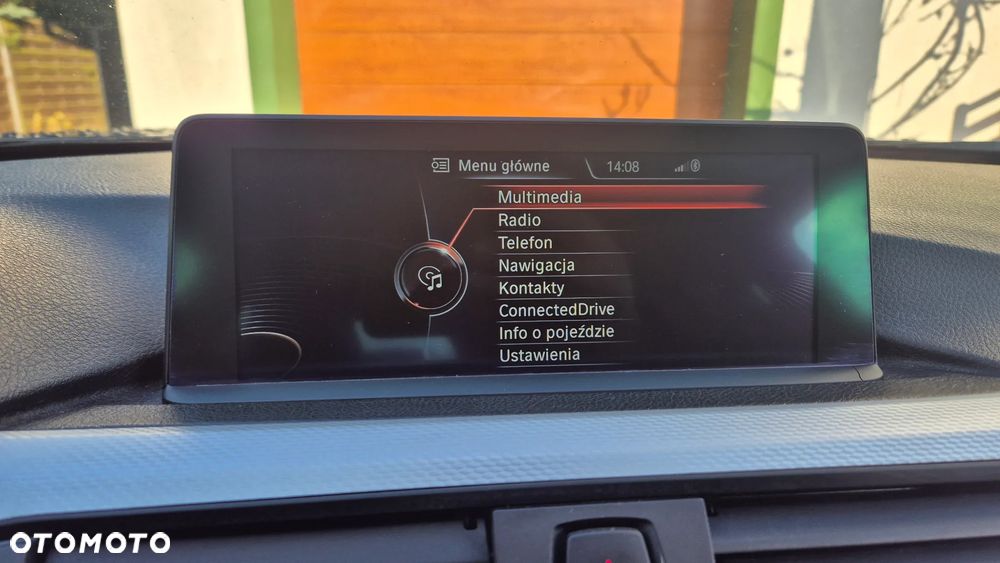 Menu główne 14:08
Multimedia
Radio
Telefon
Nawigacja
Kontakty
ConnectedDrive
Info o pojeździe
Ustawienia
OTOMOTO